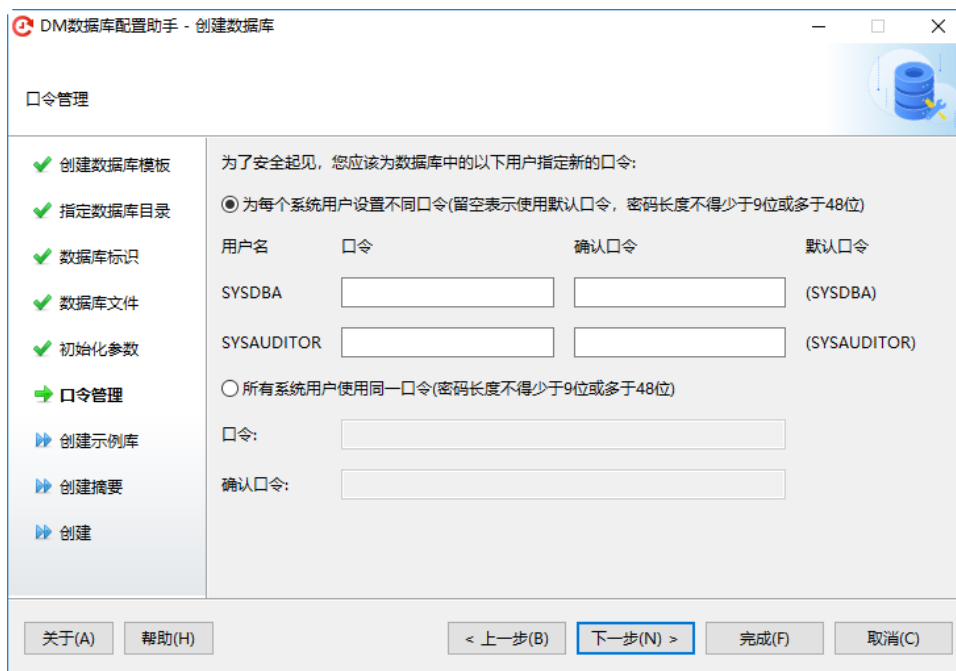 DM数据库配置助手 - 创建数据库
口令管理
创建数据库模板
指定数据库目录
数据库标识
数据库文件
初始化参数
口令管理
创建示例库
创建摘要
创建
为了安全起见，您应该为数据库中的以下用户指定新的口令:
为每个系统用户设置不同口令(留空表示使用默认口令，密码长度不得少于9位或多于48位)
用户名 口令 确认口令 默认口令
SYSDBA (SYSDBA)
SYSAUDITOR (SYSAUDITOR)
所有系统用户使用同一口令(密码长度不得少于9位或多于48位)
口令:
确认口令:
关于(A) 帮助(H) < 上一步(B) 下一步(N) > 完成(F) 取消(C)